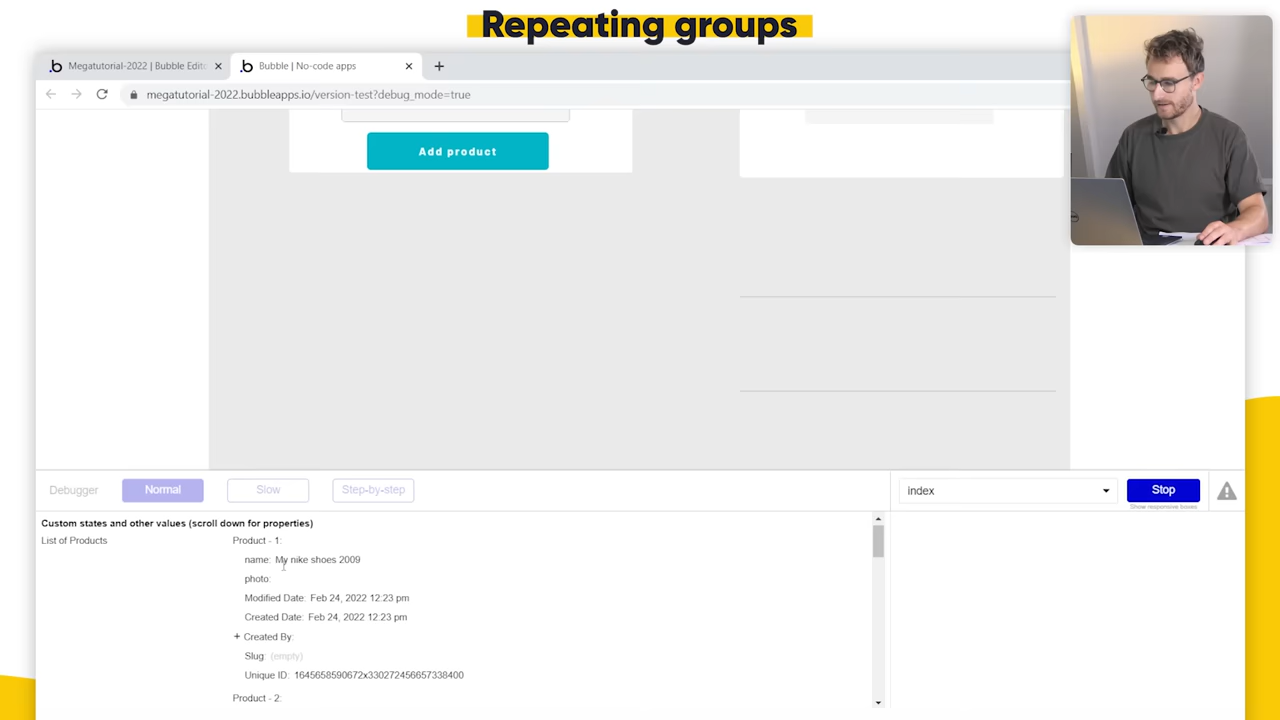 Repeating groups
Megatutorial-2022 | Bubble Edit
Bubble | No-code apps
megatutorial-2022.bubbleapps.io/version-test?debug_mode=true
Add product
Debugger Normal Slow Step-by-step index Stop
Show responsive boxes
Custom states and other values (scroll down for properties)
List of Products Product - 1:
name: My nike shoes 2009
photo:
Modified Date: Feb 24, 2022 12:23 pm
Created Date: Feb 24, 2022 12:23 pm
+ Created By:
Slug: (empty)
Unique ID: 1645658590672x330272456657338400
Product - 2: